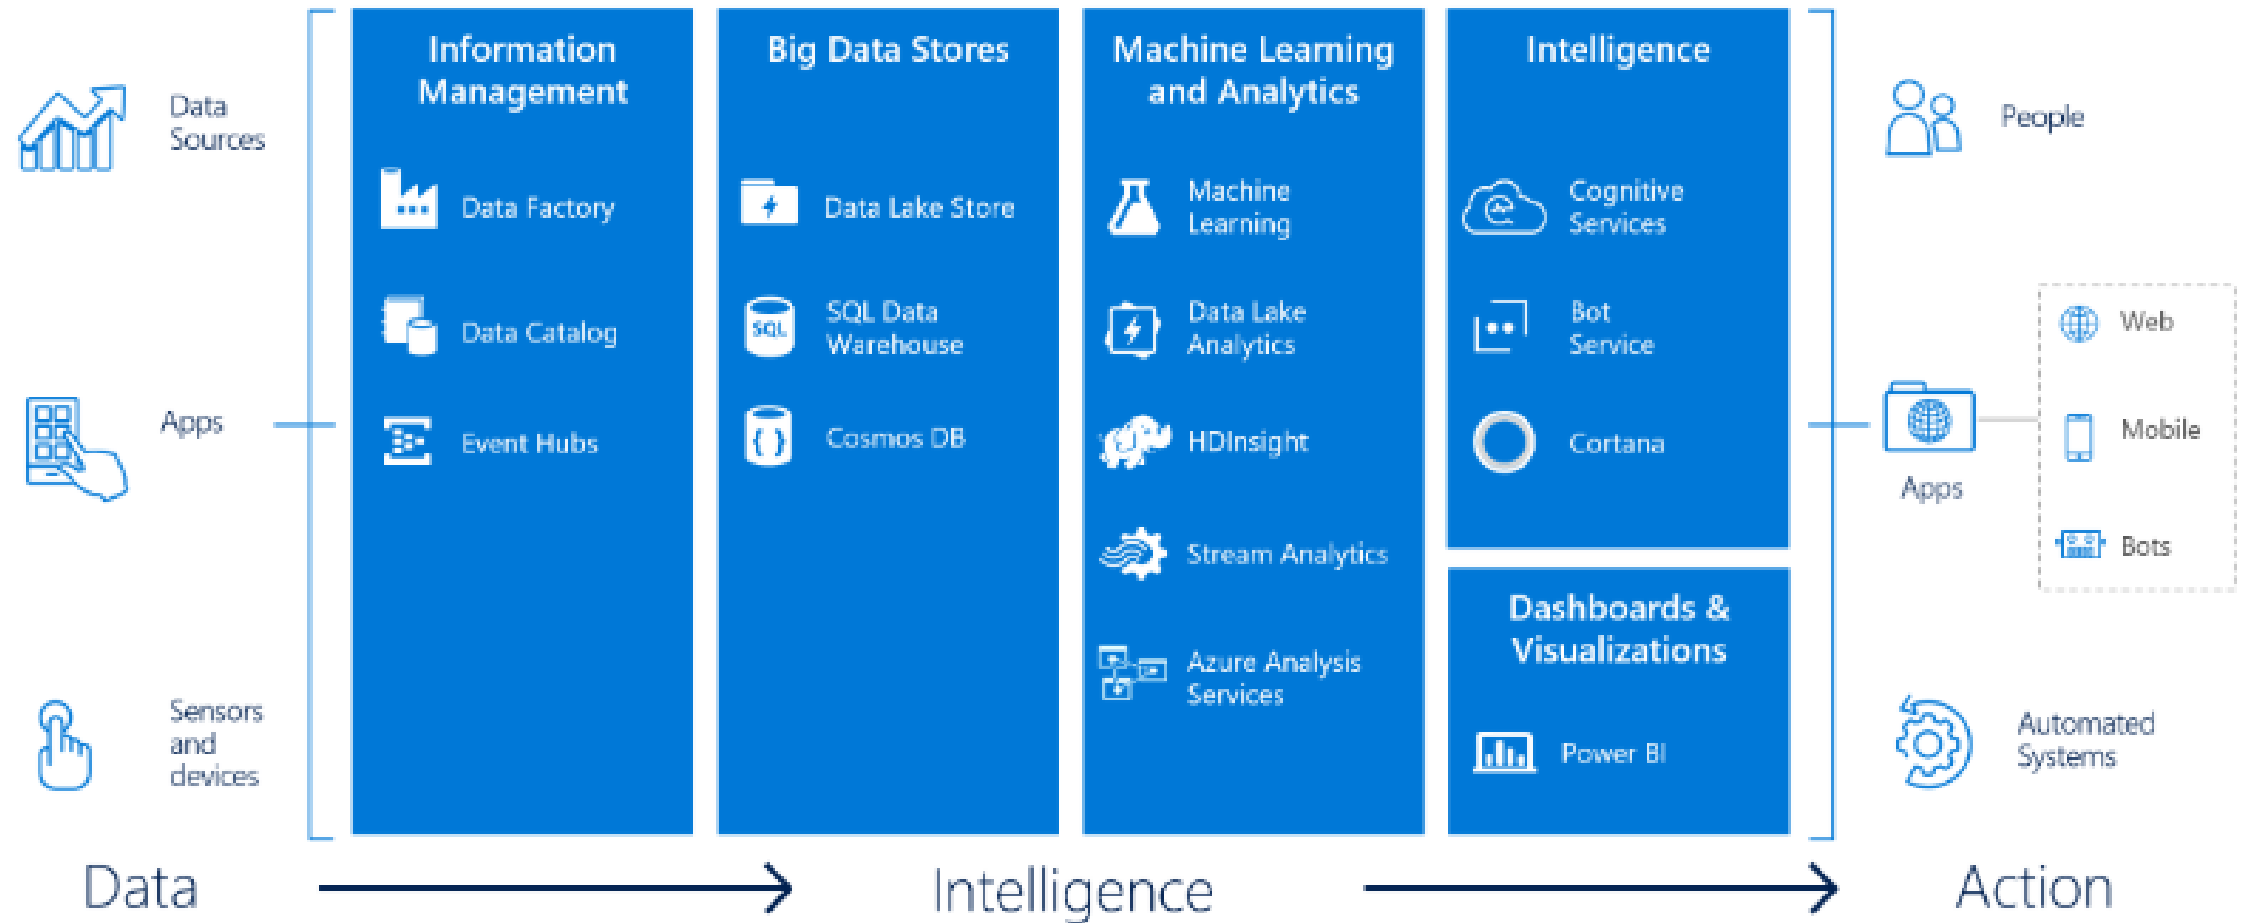 Data
Sources
Apps
Sensors
and
devices
Information
Management
Data Factory
Data Catalog
Event Hubs
Big Data Stores
Data Lake Store
SQL
SQL Data
Warehouse
Cosmos DB
Machine Learning
and Analytics
Machine
Learning
Data Lake
Analytics
HDInsight
Stream Analytics
Azure Analysis
Services
Intelligence
Cognitive
Services
Bot
Service
Cortana
Dashboards &
Visualizations
Power BI
People
Apps
Web
Mobile
Bots
Automated
Systems
Data
Intelligence
Action